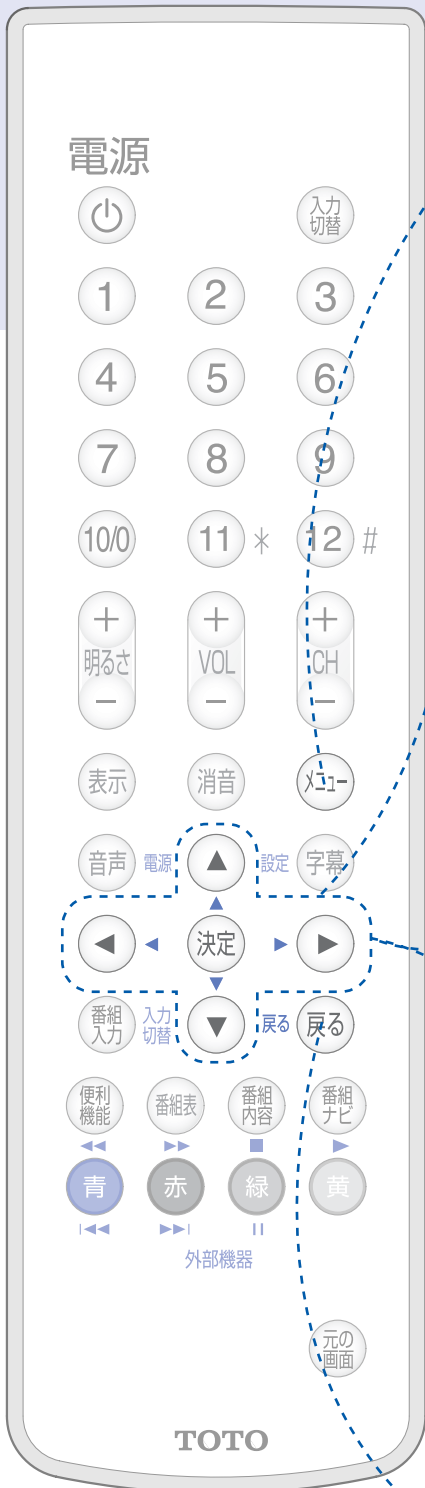 電源
入力
切替
1 2 3
4 5 6
7 8 9
10/0 11 * 12 #
+ + +
明るさ VOL CH
− − −
表示 消音 メニュー
音声 電源 ▲ 設定 字幕
▲
◀ ◀ 決定 ▶ ▶
▼
番組
入力
入力
切替
▼ 戻る 戻る
便利
機能
番組表
番組
内容
番組
ナビ
◀◀ ▶▶ ■ ▶
青 赤 緑 黄
I◀◀ ▶▶I II
外部機器
元の
画面
TOTO